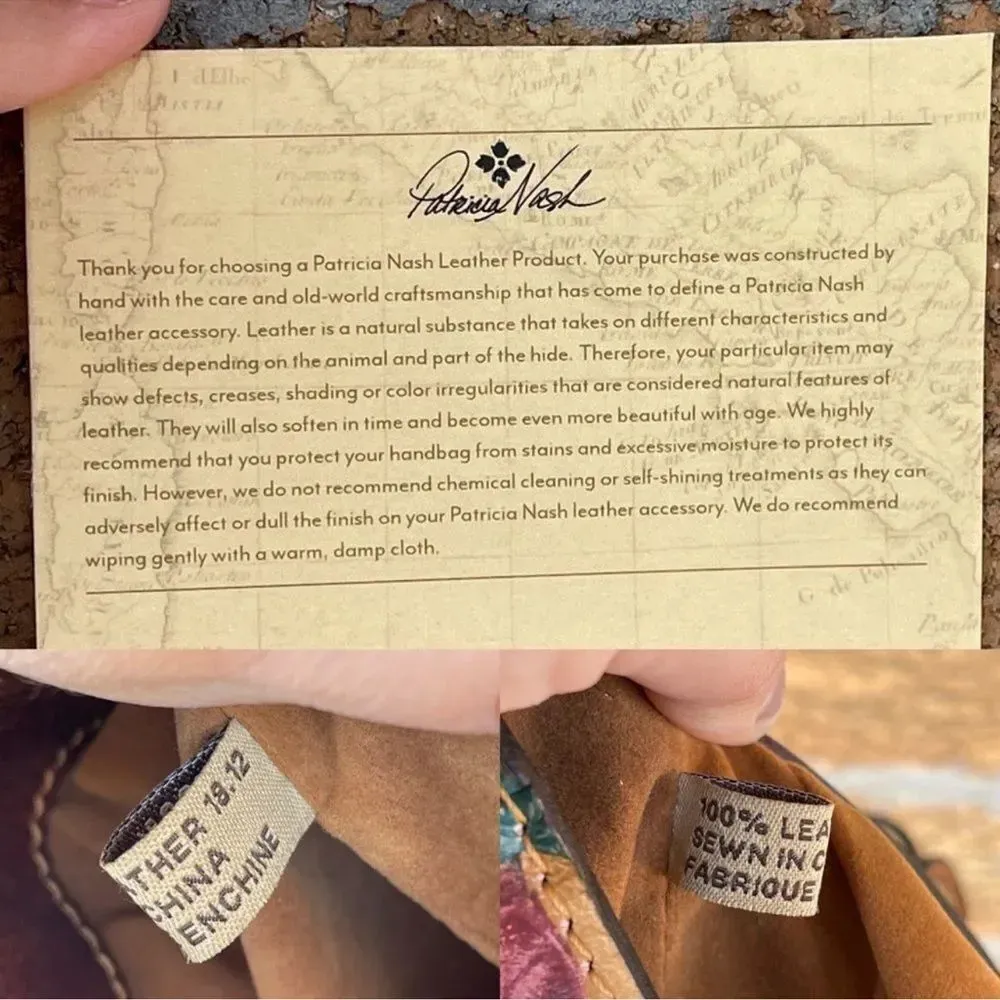 Patricia Nash
Thank you for choosing a Patricia Nash Leather Product. Your purchase was constructed by
hand with the care and old-world craftsmanship that has come to define a Patricia Nash
leather accessory. Leather is a natural substance that takes on different characteristics and
qualities depending on the animal and part of the hide. Therefore, your particular item may
show defects, creases, shading or color irregularities that are considered natural features of
leather. They will also soften in time and become even more beautiful with age. We highly
recommend that you protect your handbag from stains and excessive moisture to protect its
finish. However, we do not recommend chemical cleaning or self-shining treatments as they can
adversely affect or dull the finish on your Patricia Nash leather accessory. We do recommend
wiping gently with a warm, damp cloth.
THER 18.12
CHINA
EN CHINE
100% LEA
SEWN IN C
FABRIQUE